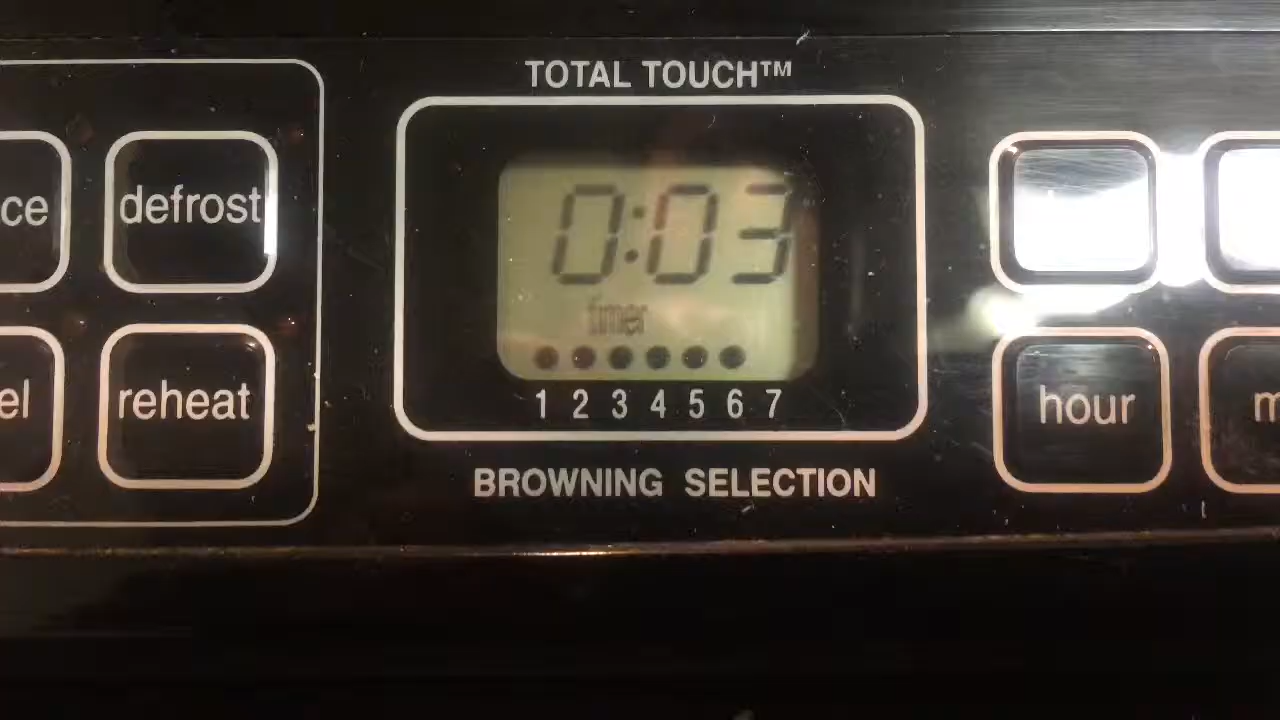 TOTAL TOUCH™
ce defrost
0:03
timer
el reheat
1 2 3 4 5 6 7
hour m
BROWNING SELECTION